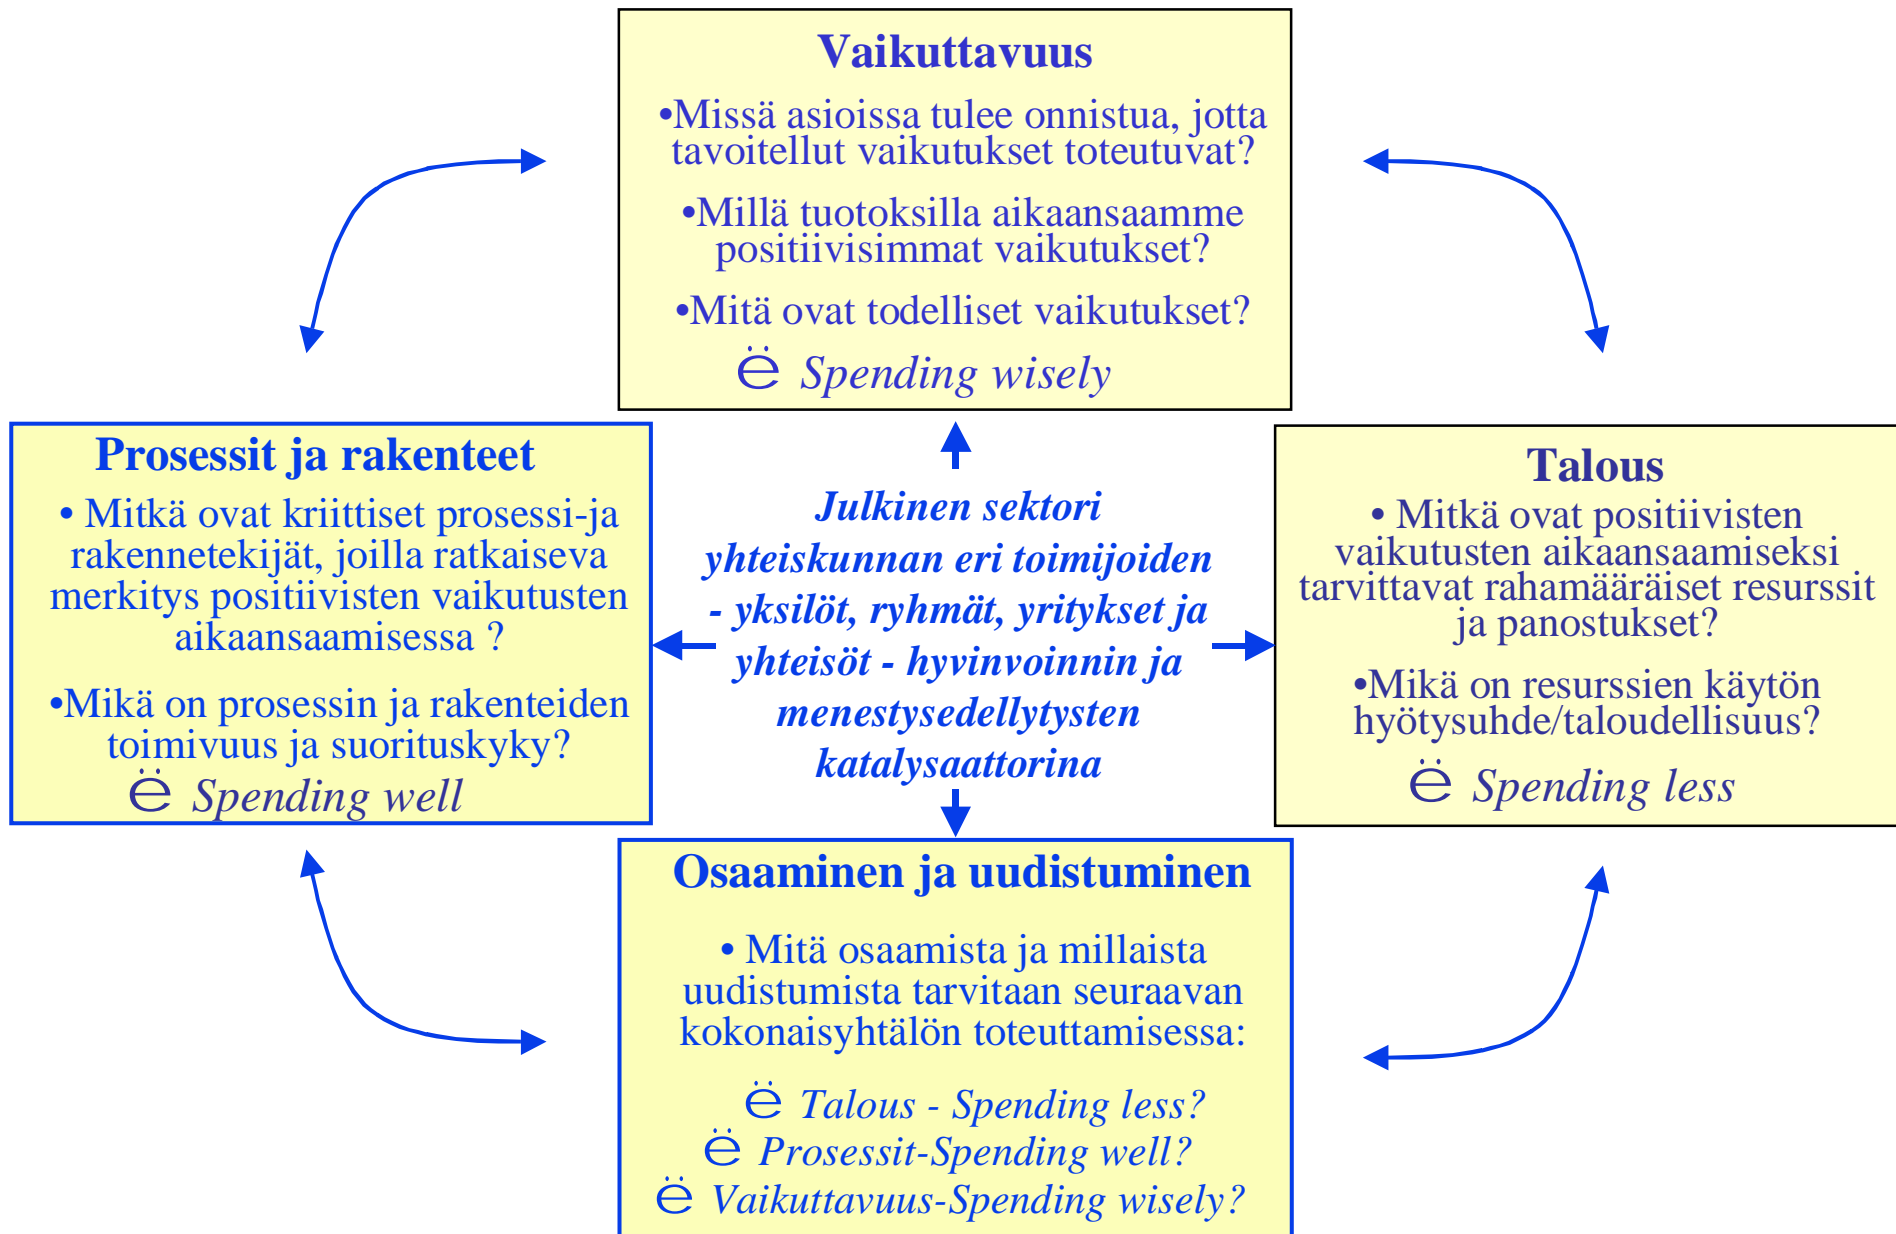 Vaikuttavuus
•Missä asioissa tulee onnistua, jotta
tavoitellut vaikutukset toteutuvat?
•Millä tuotoksilla aikaansaamme
positiivisimmat vaikutukset?
•Mitä ovat todelliset vaikutukset?
ë Spending wisely
Prosessit ja rakenteet
• Mitkä ovat kriittiset prosessi-ja
rakennetekijät, joilla ratkaiseva
merkitys positiivisten vaikutusten
aikaansaamisessa ?
•Mikä on prosessin ja rakenteiden
toimivuus ja suorituskyky?
ë Spending well
Julkinen sektori
yhteiskunnan eri toimijoiden
- yksilöt, ryhmät, yritykset ja
yhteisöt - hyvinvoinnin ja
menestysedellytysten
katalysaattorina
Talous
• Mitkä ovat positiivisten
vaikutusten aikaansaamiseksi
tarvittavat rahamääräiset resurssit
ja panostukset?
•Mikä on resurssien käytön
hyötysuhde/taloudellisuus?
ë Spending less
Osaaminen ja uudistuminen
• Mitä osaamista ja millaista
uudistumista tarvitaan seuraavan
kokonaisyhtälön toteuttamisessa:
ë Talous - Spending less?
ë Prosessit-Spending well?
ë Vaikuttavuus-Spending wisely?